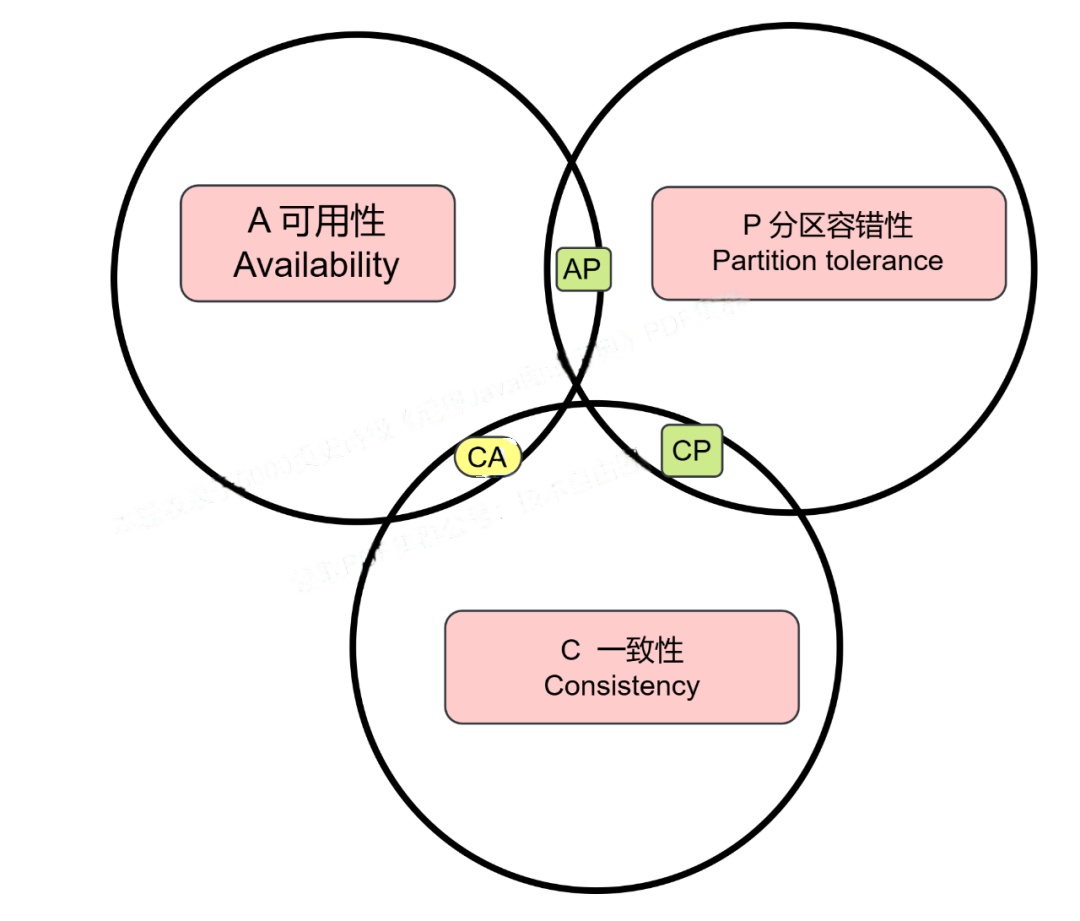 A 可用性
Availability
P 分区容错性
Partition tolerance
AP
CA
CP
C 一致性
Consistency